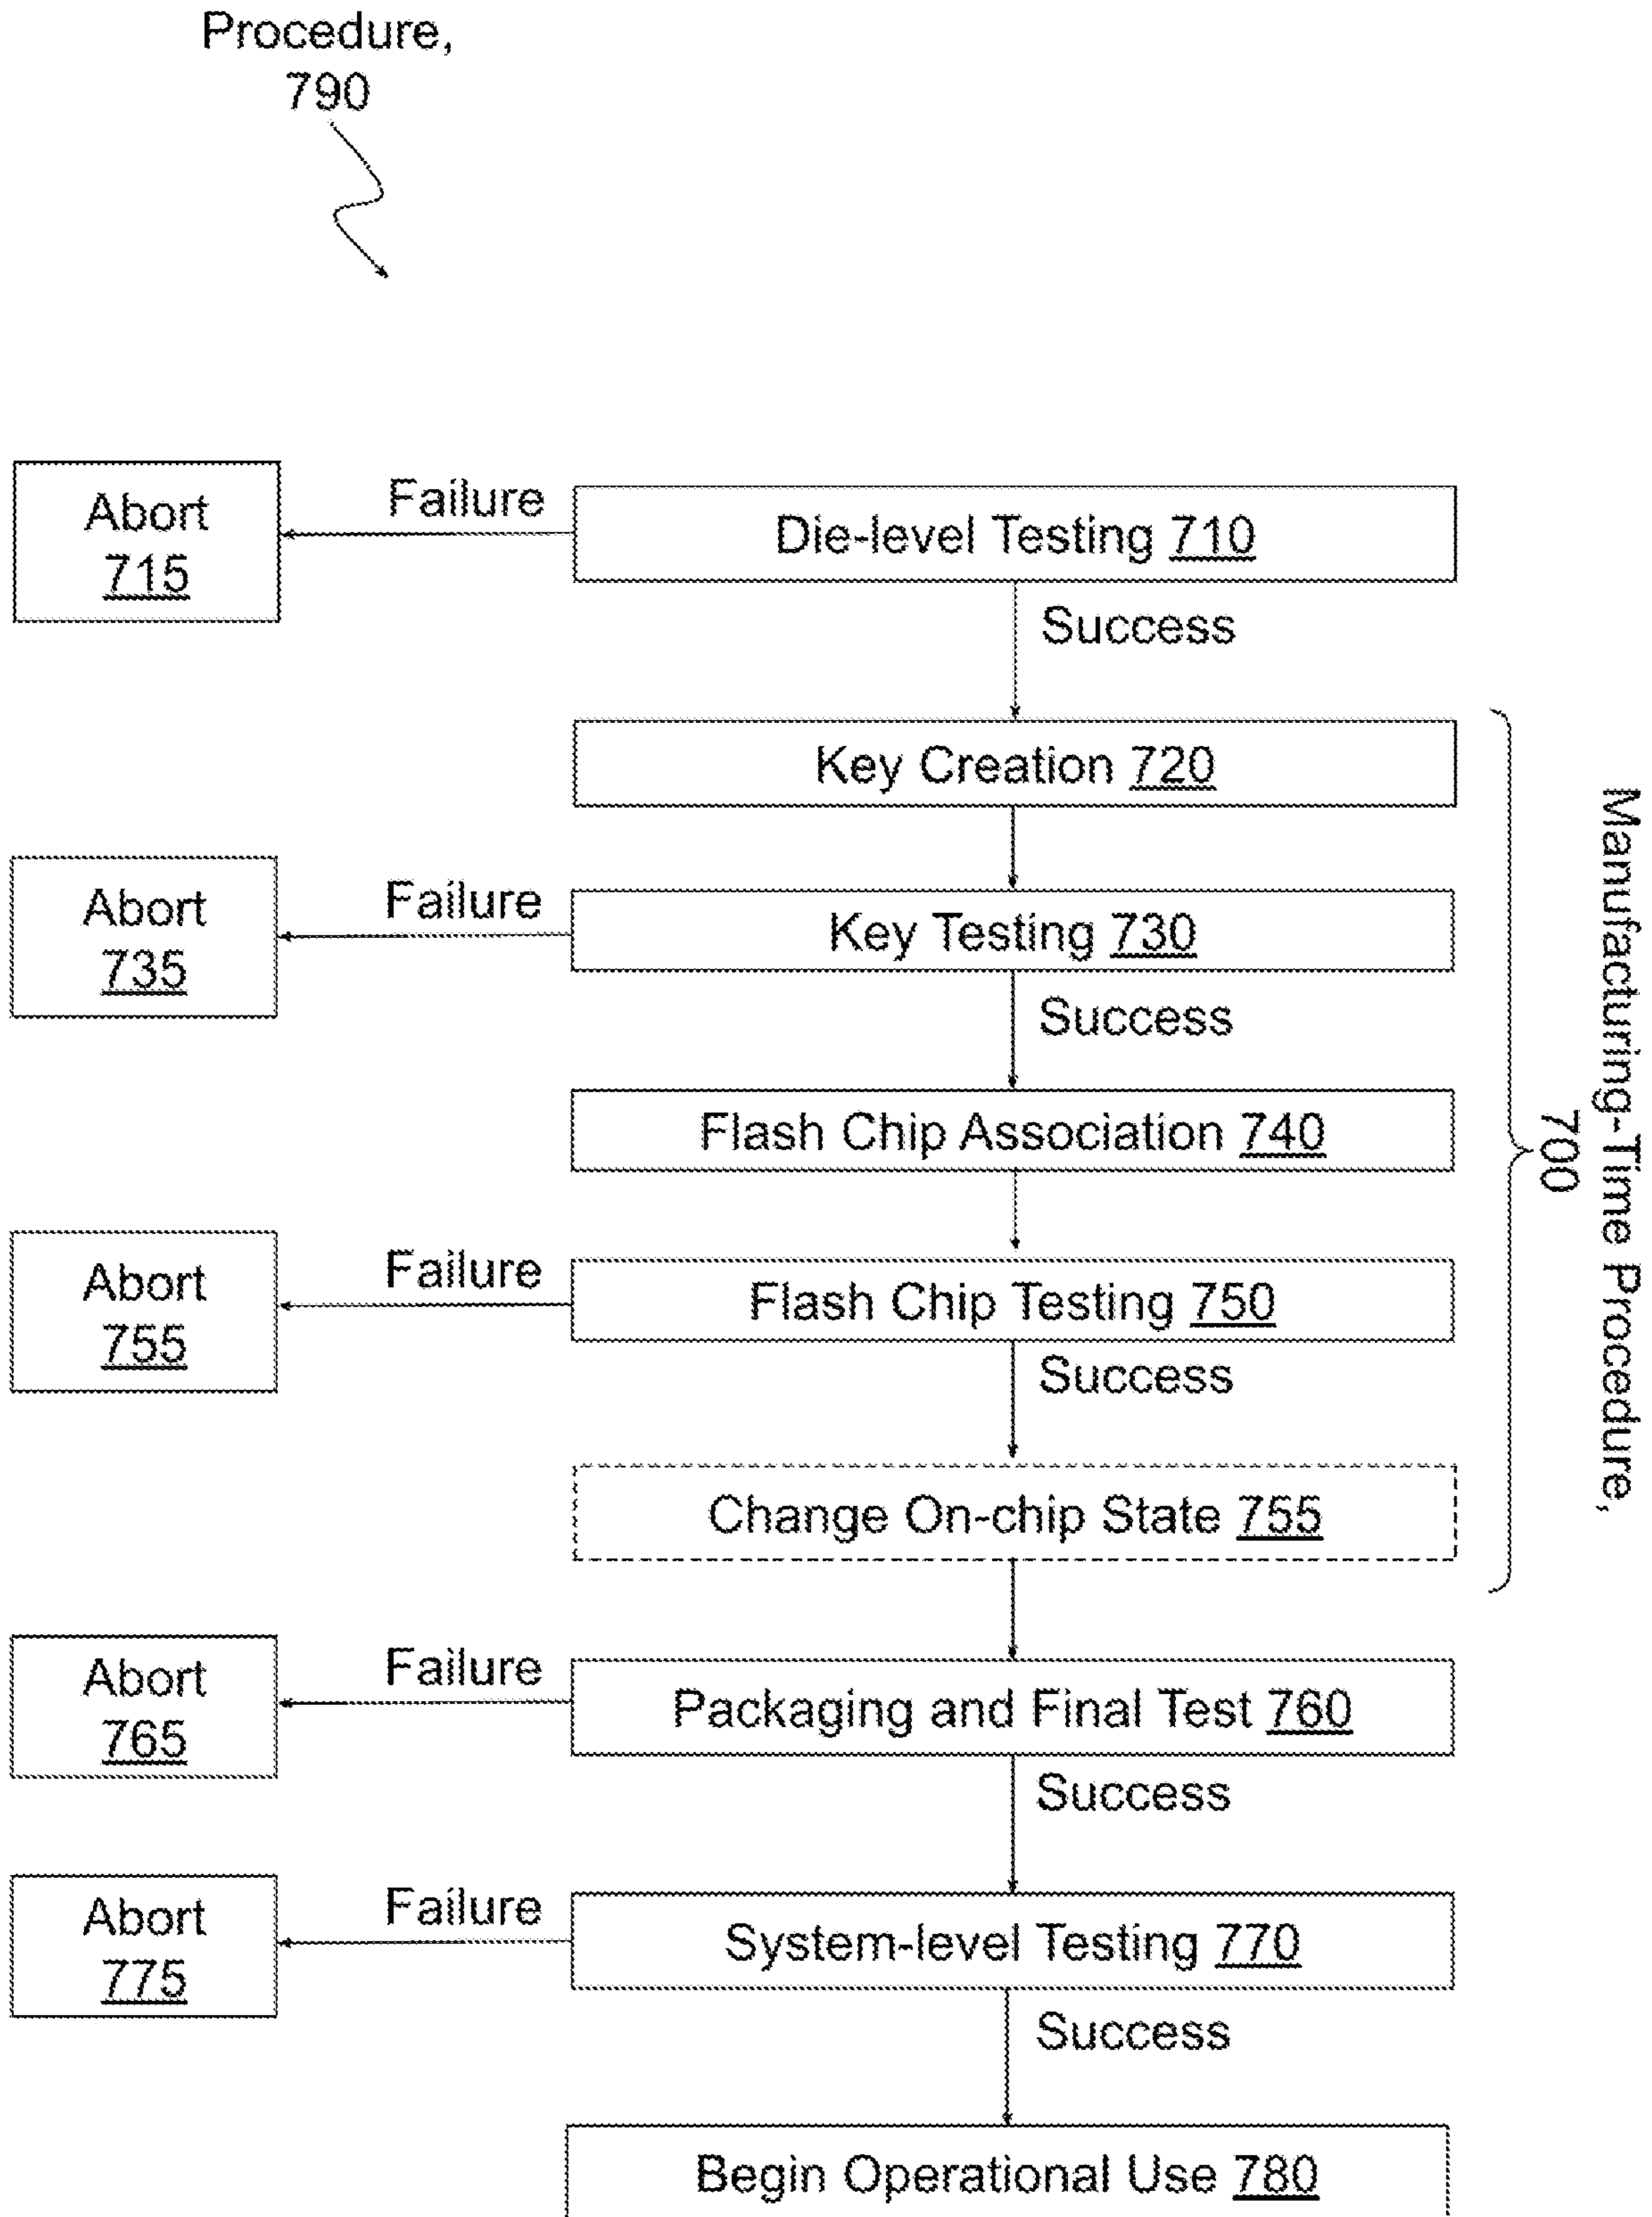 Procedure,
790
Abort
715
Failure
Die-level Testing 710
Success
Key Creation 720
Abort
735
Failure
Key Testing 730
Success
Flash Chip Association 740
Abort
755
Failure
Flash Chip Testing 750
Success
Change On-chip State 755
Manufacturing-Time Procedure,
700
Abort
765
Failure
Packaging and Final Test 760
Success
Abort
775
Failure
System-level Testing 770
Success
Begin Operational Use 780